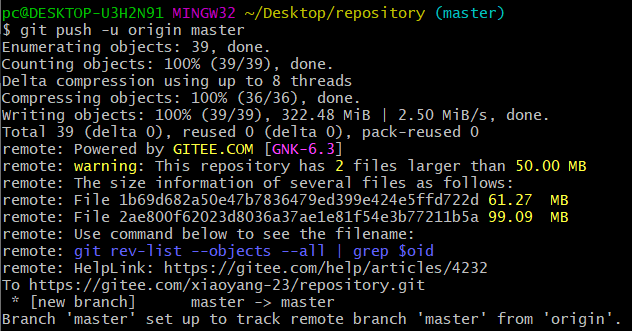 pc@DESKTOP-U3H2N91 MINGW32 ~/Desktop/repository (master)
$ git push -u origin master
Enumerating objects: 39, done.
Counting objects: 100% (39/39), done.
Delta compression using up to 8 threads
Compressing objects: 100% (36/36), done.
Writing objects: 100% (39/39), 322.48 MiB | 2.50 MiB/s, done.
Total 39 (delta 0), reused 0 (delta 0), pack-reused 0
remote: Powered by GITEE.COM [GNK-6.3]
remote: warning: This repository has 2 files larger than 50.00 MB
remote: The size information of several files as follows:
remote: File 1b69d682a50e47b7836479ed399e424e5ffd722d 61.27  MB
remote: File 2ae800f62023d8036a37ae1e81f54e3b77211b5a 99.09  MB
remote: Use command below to see the filename:
remote: git rev-list --objects --all | grep $oid
remote: HelpLink: https://gitee.com/help/articles/4232
To https://gitee.com/xiaoyang-23/repository.git
 * [new branch]      master -> master
Branch 'master' set up to track remote branch 'master' from 'origin'.